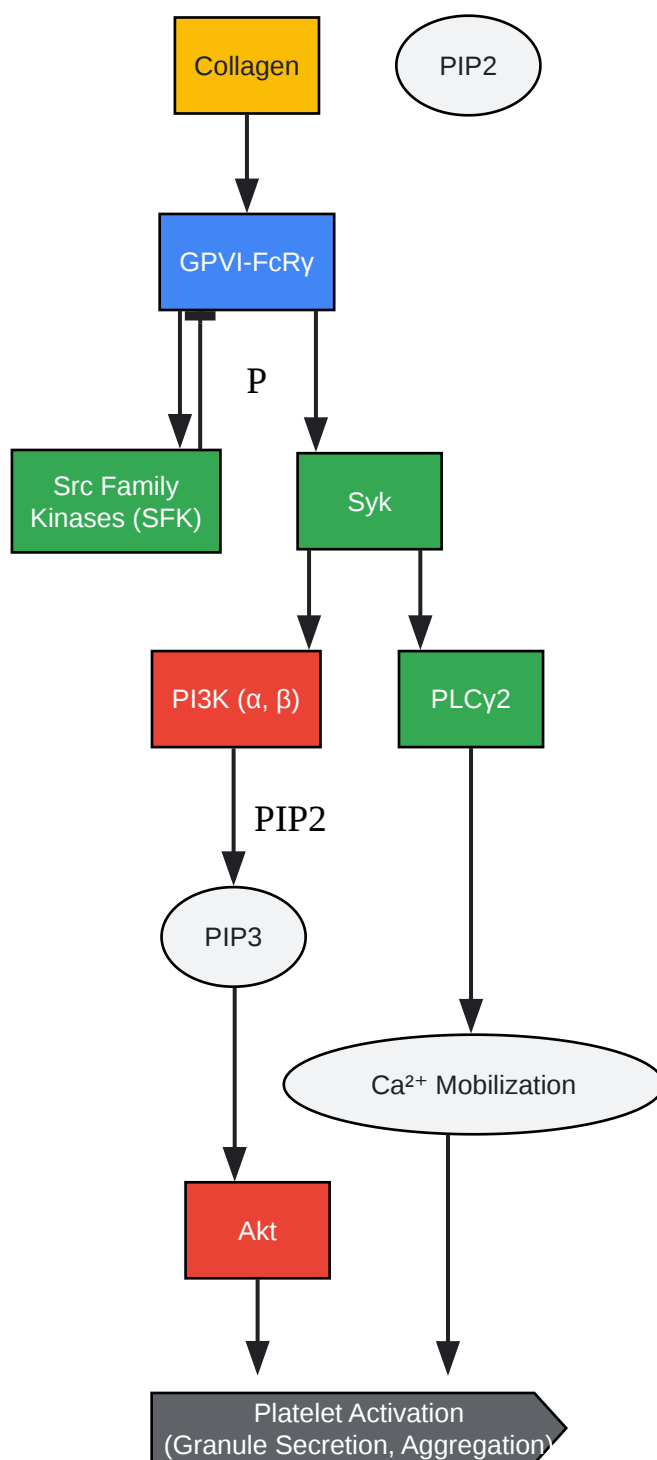 Collagen
PIP2
GPVI-FcRγ
P
Src Family
Kinases (SFK)
Syk
PI3K (α, β)
PLCγ2
PIP2
PIP3
Ca²⁺ Mobilization
Akt
Platelet Activation
(Granule Secretion, Aggregation)